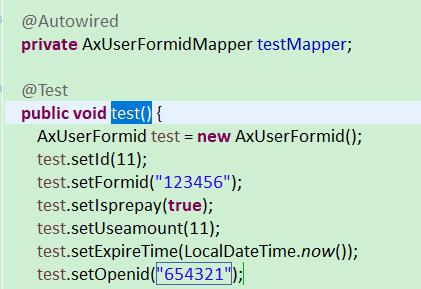 @Autowired
private AxUserFormidMapper testMapper;
@Test
public void test() {
AxUserFormid test = new AxUserFormid();
test.setId(11);
test.setFormid("123456");
test.setIsprepay(true);
test.setUseamount(11);
test.setExpireTime(LocalDateTime.now());
test.setOpenid("654321");